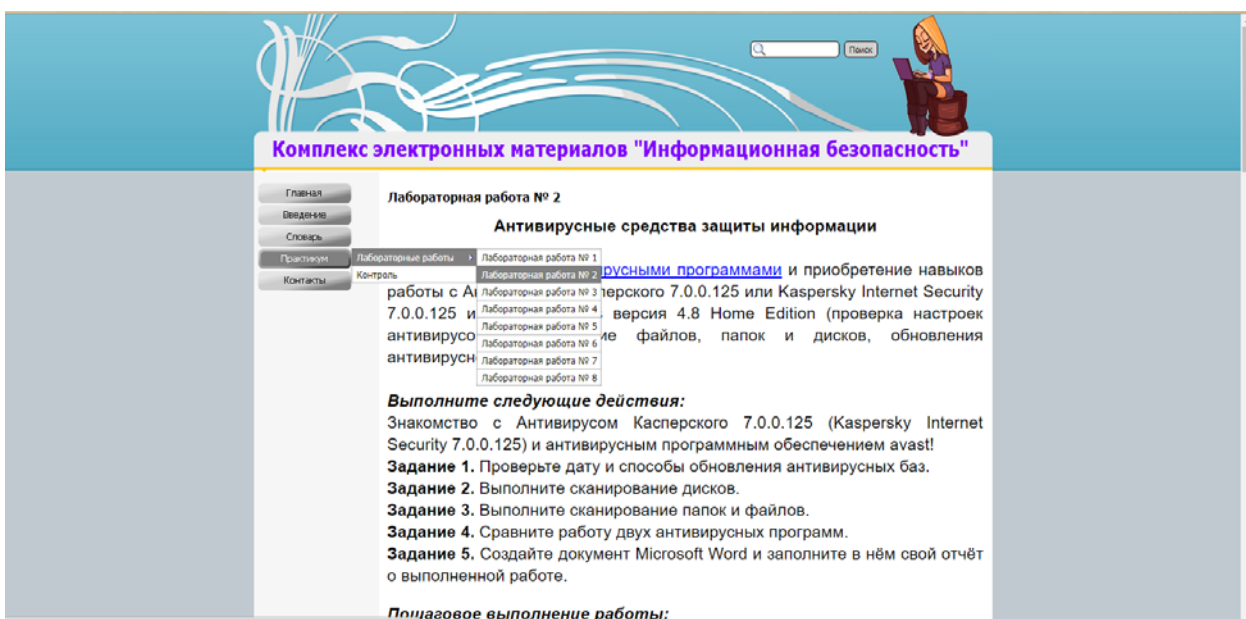 Поиск
Комплекс электронных материалов "Информационная безопасность"
Главная
Введение
Словарь
Практикум
Контакты
Лабораторные работы
Контроль
Лабораторная работа № 1
Лабораторная работа № 2
Лабораторная работа № 3
Лабораторная работа № 4
Лабораторная работа № 5
Лабораторная работа № 6
Лабораторная работа № 7
Лабораторная работа № 8
Лабораторная работа № 2
Антивирусные средства защиты информации
программами и приобретение навыков
работы с 7.0.0.125 или Kaspersky Internet Security
7.0.0.125 версия 4.8 Home Edition (проверка настроек
файлов, папок и дисков, обновления
Выполните следующие действия:
Знакомство с Антивирусом Касперского 7.0.0.125 (Kaspersky Internet
Security 7.0.0.125) и антивирусным программным обеспечением avast!
Задание 1. Проверьте дату и способы обновления антивирусных баз.
Задание 2. Выполните сканирование дисков.
Задание 3. Выполните сканирование папок и файлов.
Задание 4. Сравните работу двух антивирусных программ.
Задание 5. Создайте документ Microsoft Word и заполните в нём свой отчёт
о выполненной работе.
Пошаговое выполнение работы: